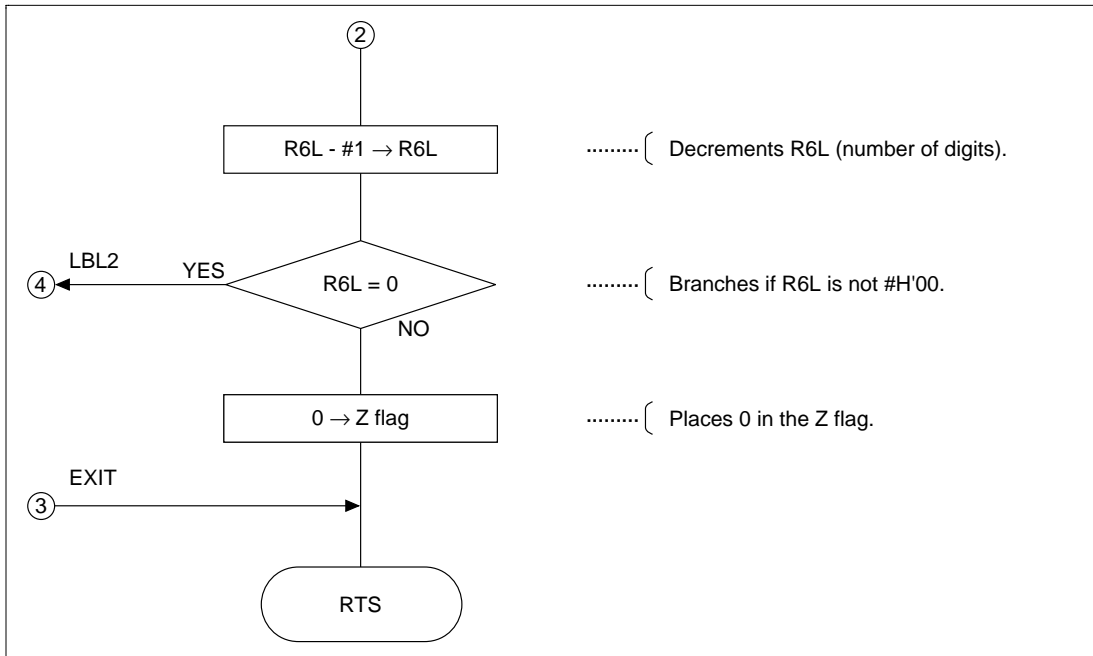 2
R6L - #1 → R6L
Decrements R6L (number of digits).
LBL2
YES
4
R6L = 0
Branches if R6L is not #H'00.
NO
0 → Z flag
Places 0 in the Z flag.
EXIT
3
RTS